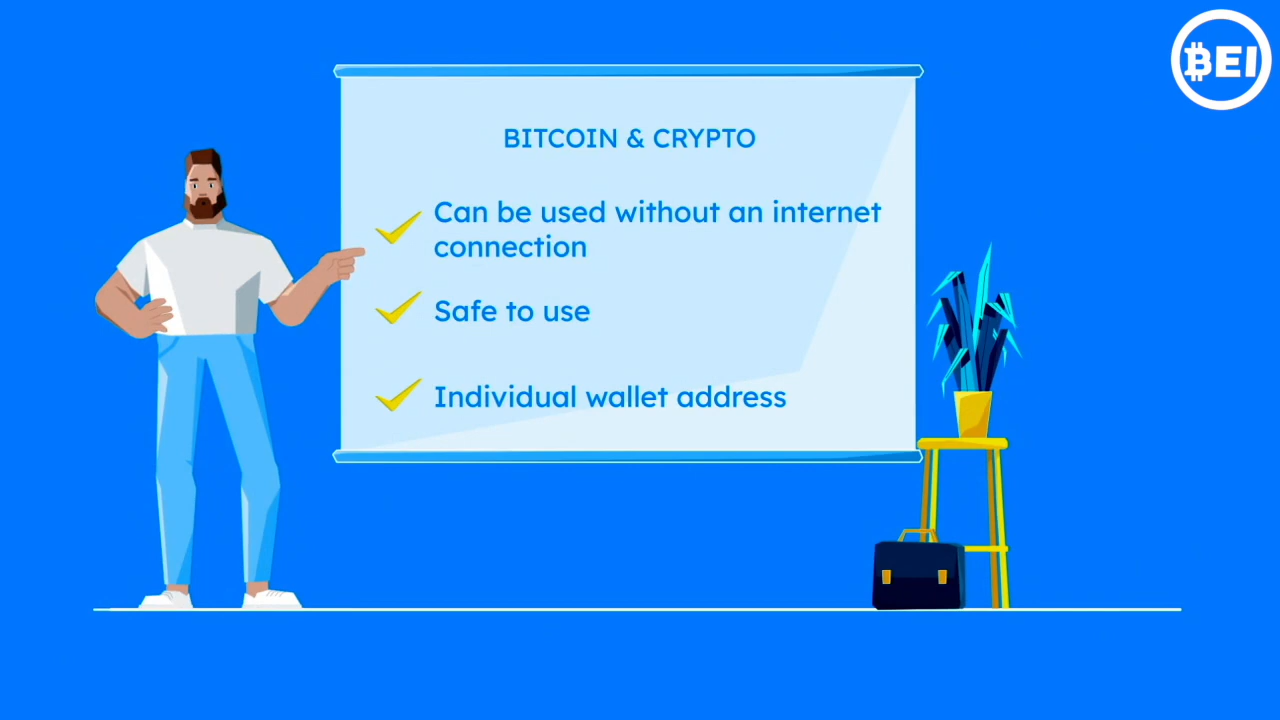 BEI
BITCOIN & CRYPTO
Can be used without an internet
connection
Safe to use
Individual wallet address